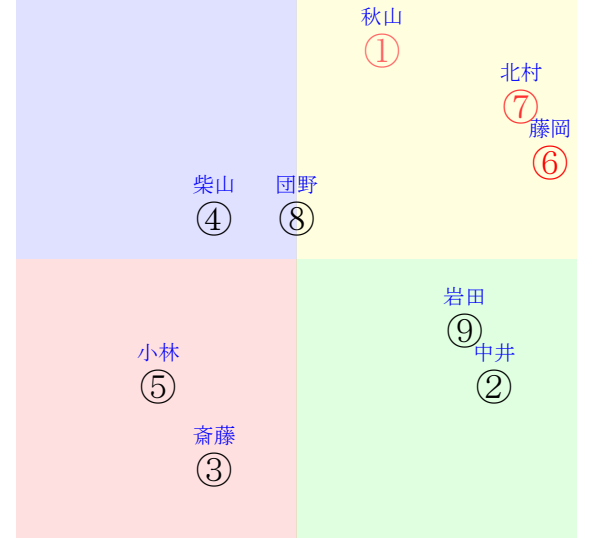 秋山
①
北村
⑦
藤岡
⑥
柴山
④
団野
⑧
岩田
⑨
中井
②
小林
⑤
斎藤
③